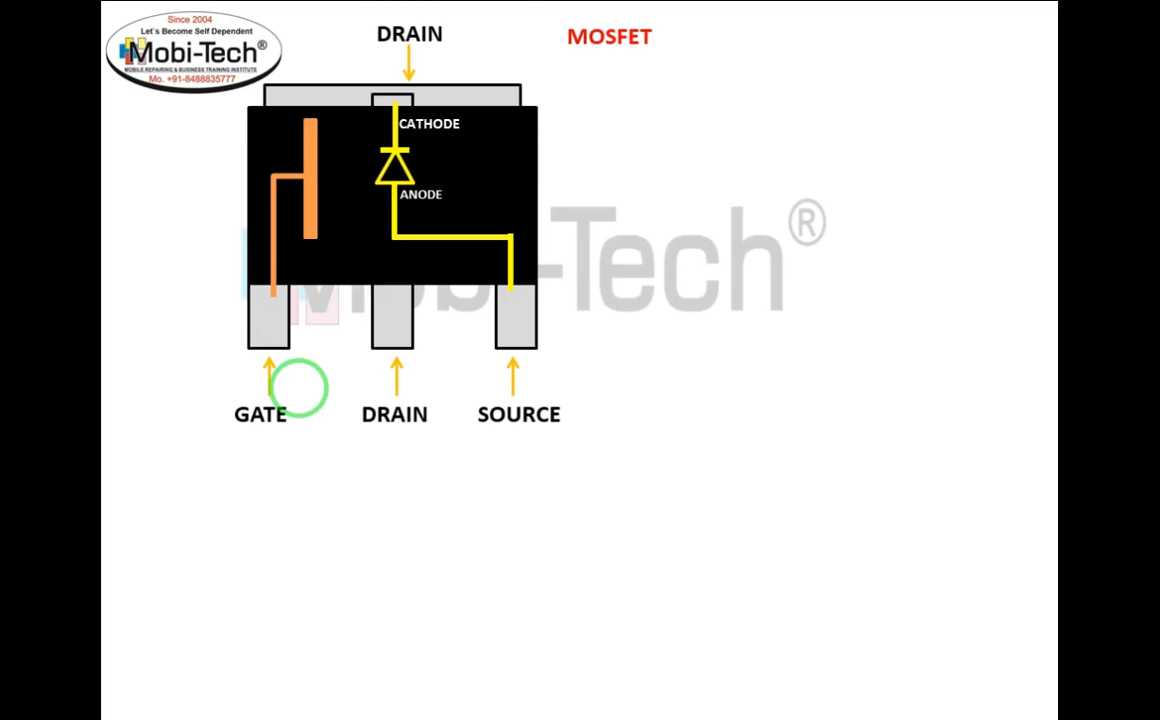 Since 2004
Let`s Become Self Dependent
Mobi-Tech®
MOBILE REPAIRING & BUSINESS TRAINING INSTITUTE
Mo. +91-8488835777
DRAIN
MOSFET
CATHODE
ANODE
Mobi-Tech®
GATE
DRAIN
SOURCE